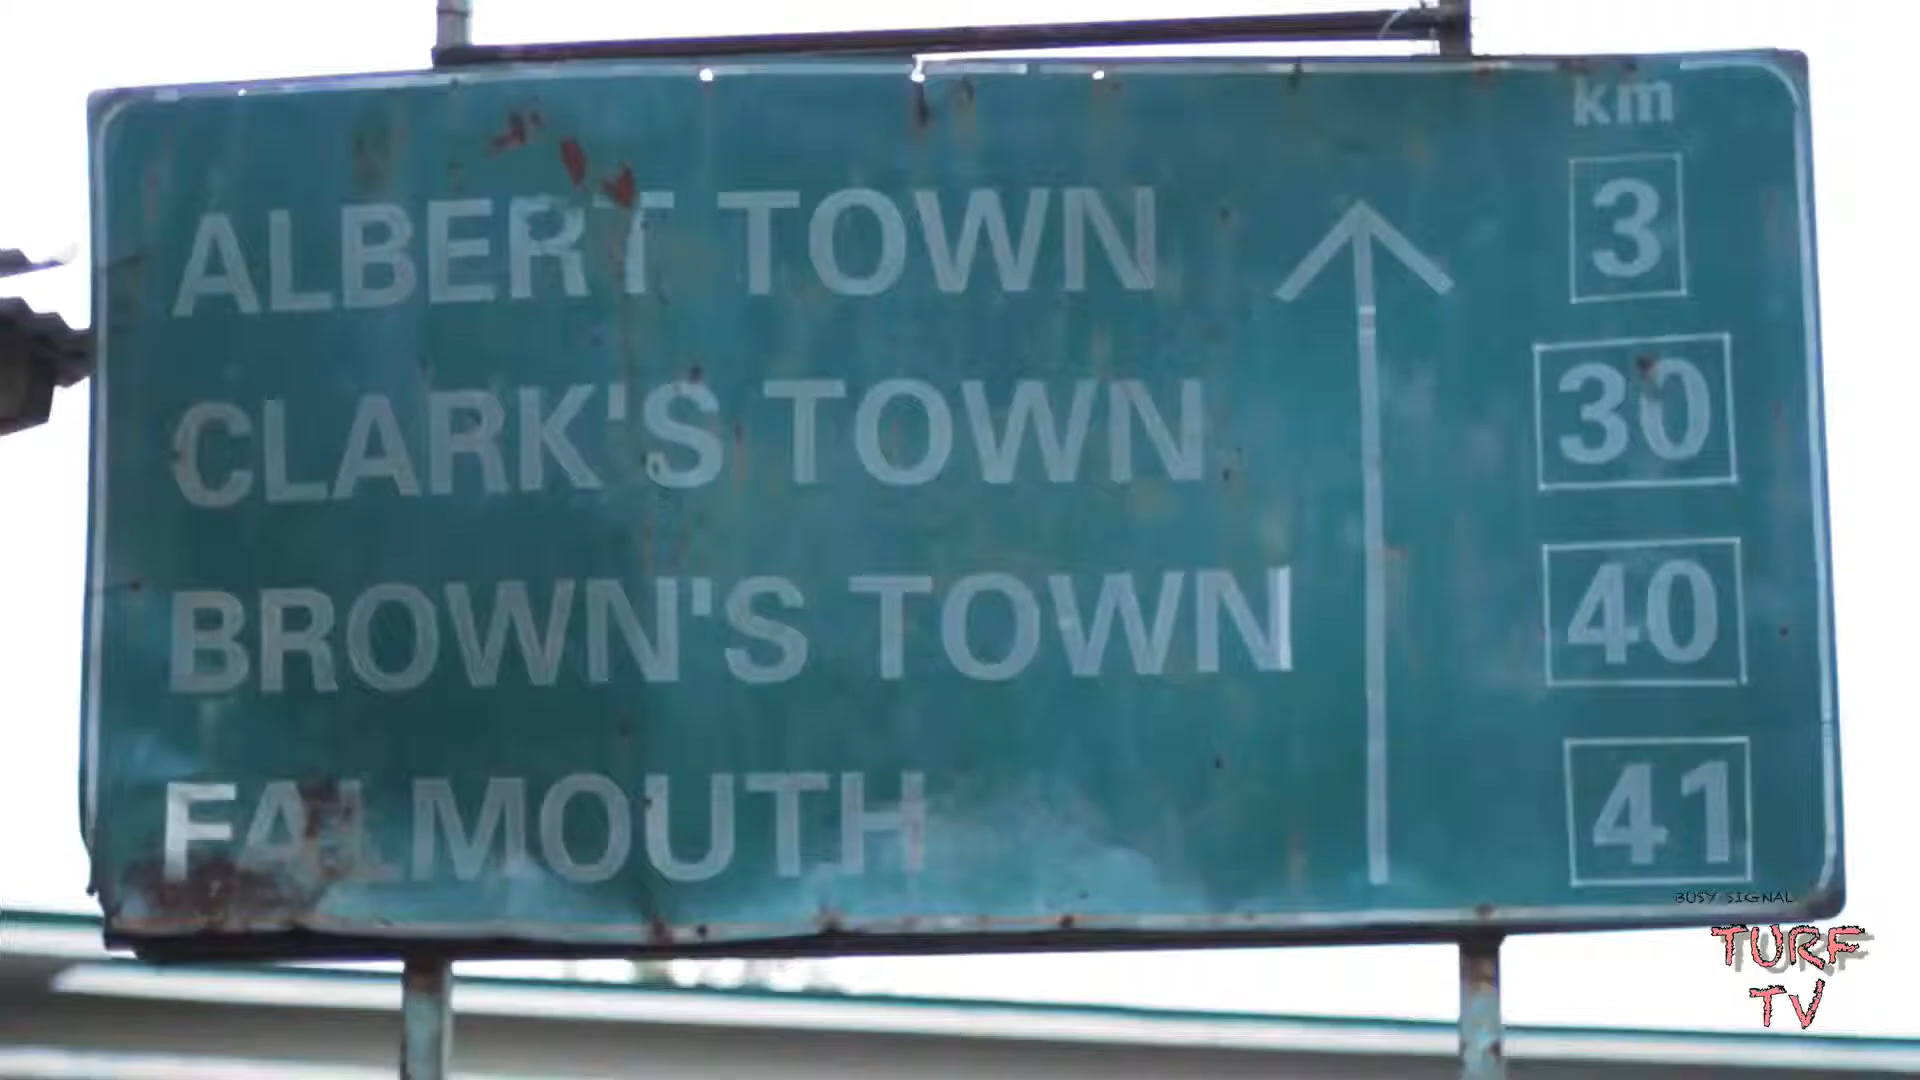 km
ALBERT TOWN 3
CLARK'S TOWN 30
BROWN'S TOWN 40
FALMOUTH 41
BUSY SIGNAL
TURF
TV